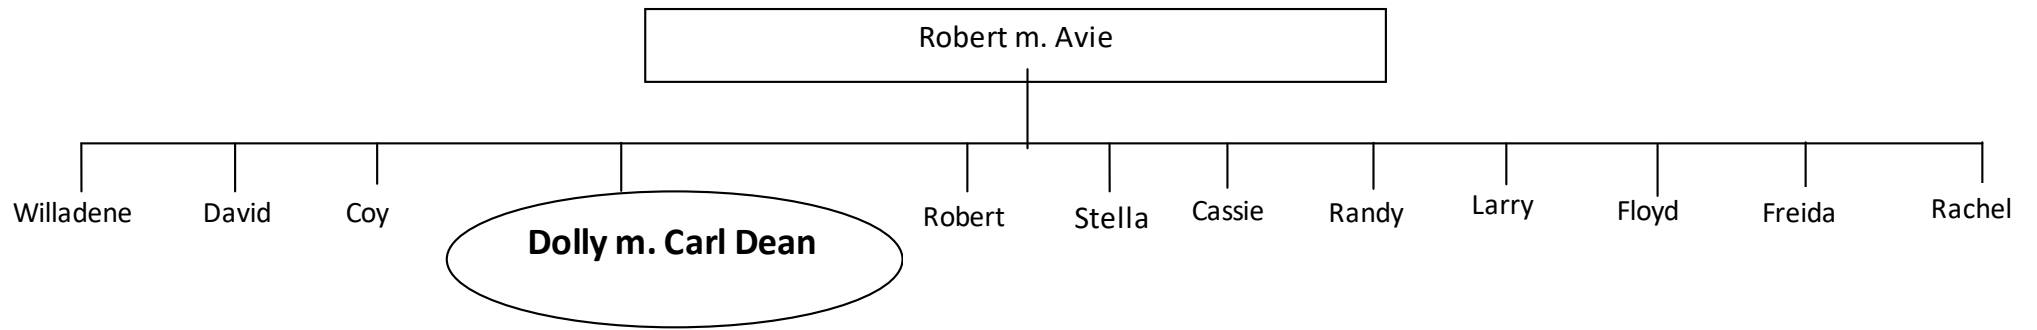 Robert m. Avie
Willadene
David
Coy
Dolly m. Carl Dean
Robert
Stella
Cassie
Randy
Larry
Floyd
Freida
Rachel